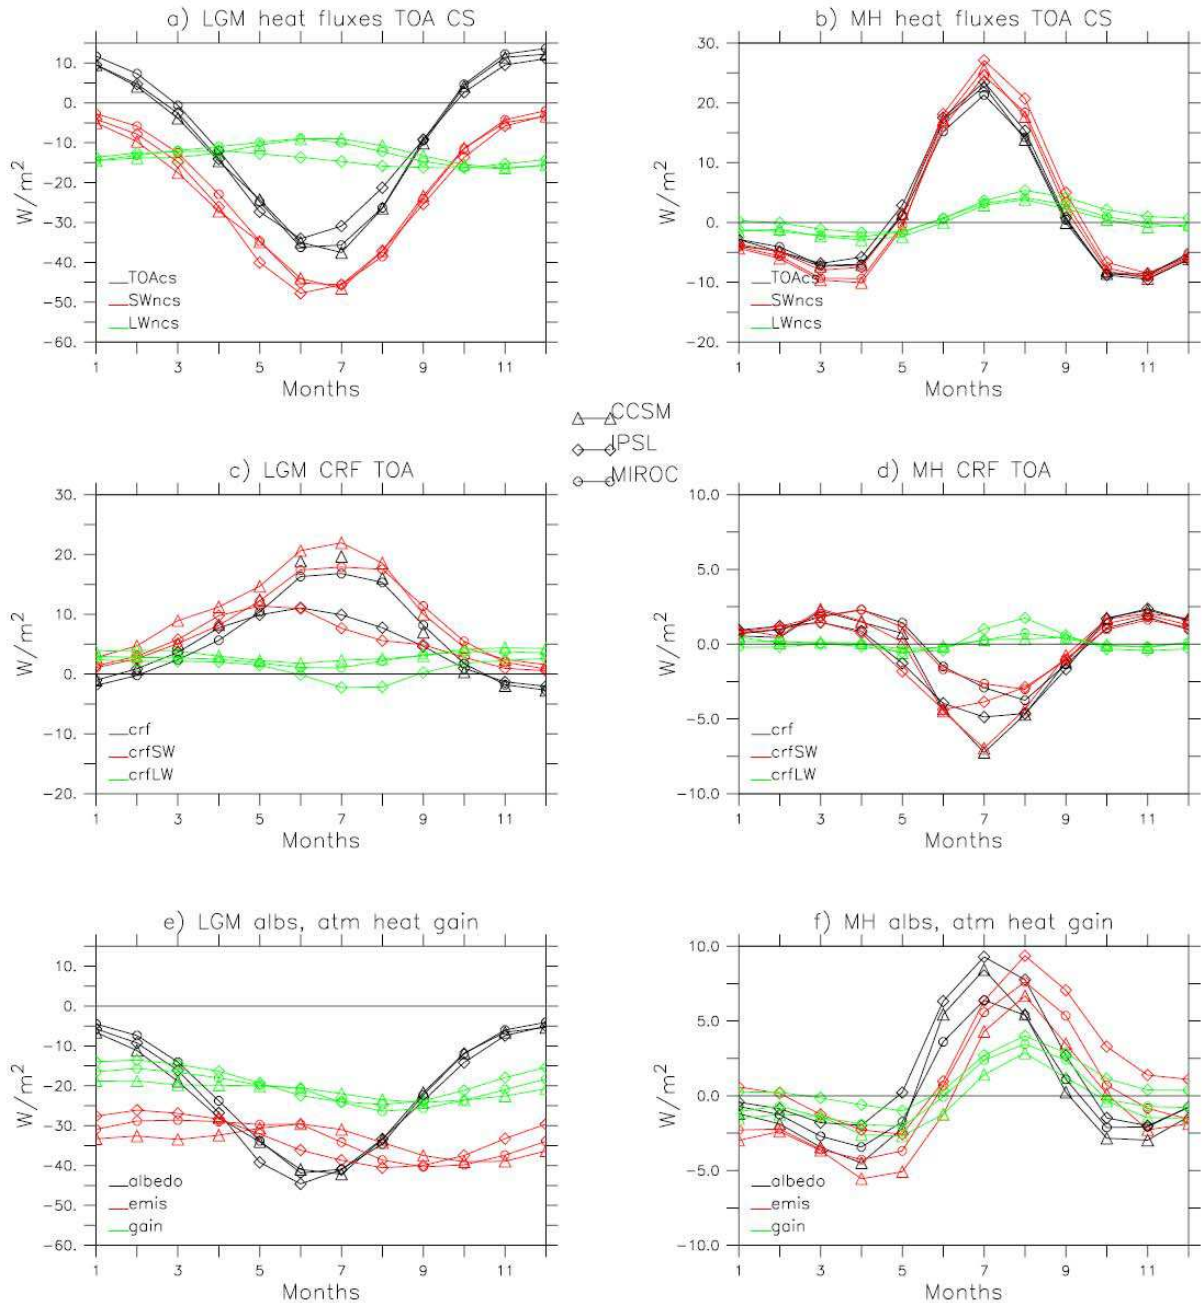 a) LGM heat fluxes TOA CS
10.
0.
-10.
-20.
-30.
-40.
-50.
-60.
W/m2
TOAcs
SWncs
LWncs
1 3 5 7 9 11
Months
b) MH heat fluxes TOA CS
30.
20.
10.
0.
-10.
-20.
W/m2
TOAcs
SWncs
LWncs
1 3 5 7 9 11
Months
CCSM
IPSL
MIROC
c) LGM CRF TOA
30.
20.
10.
0.
-10.
-20.
W/m2
crf
crfSW
crfLW
1 3 5 7 9 11
Months
d) MH CRF TOA
10.0
5.0
0.0
-5.0
-10.0
W/m2
crf
crfSW
crfLW
1 3 5 7 9 11
Months
e) LGM albs, atm heat gain
10.
0.
-10.
-20.
-30.
-40.
-50.
-60.
W/m2
albedo
emis
gain
1 3 5 7 9 11
Months
f) MH albs, atm heat gain
10.0
5.0
0.0
-5.0
-10.0
W/m2
albedo
emis
gain
1 3 5 7 9 11
Months